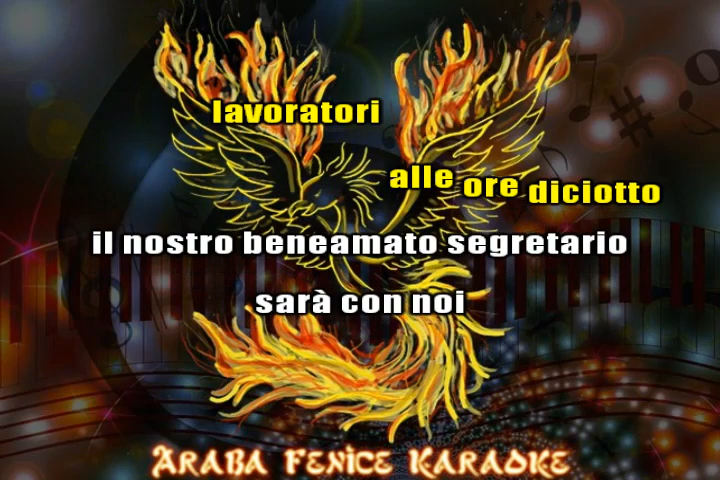 lavoratori
alle ore diciotto
il nostro beneamato segretario
sarà con noi
Araba Fenice Karaoke